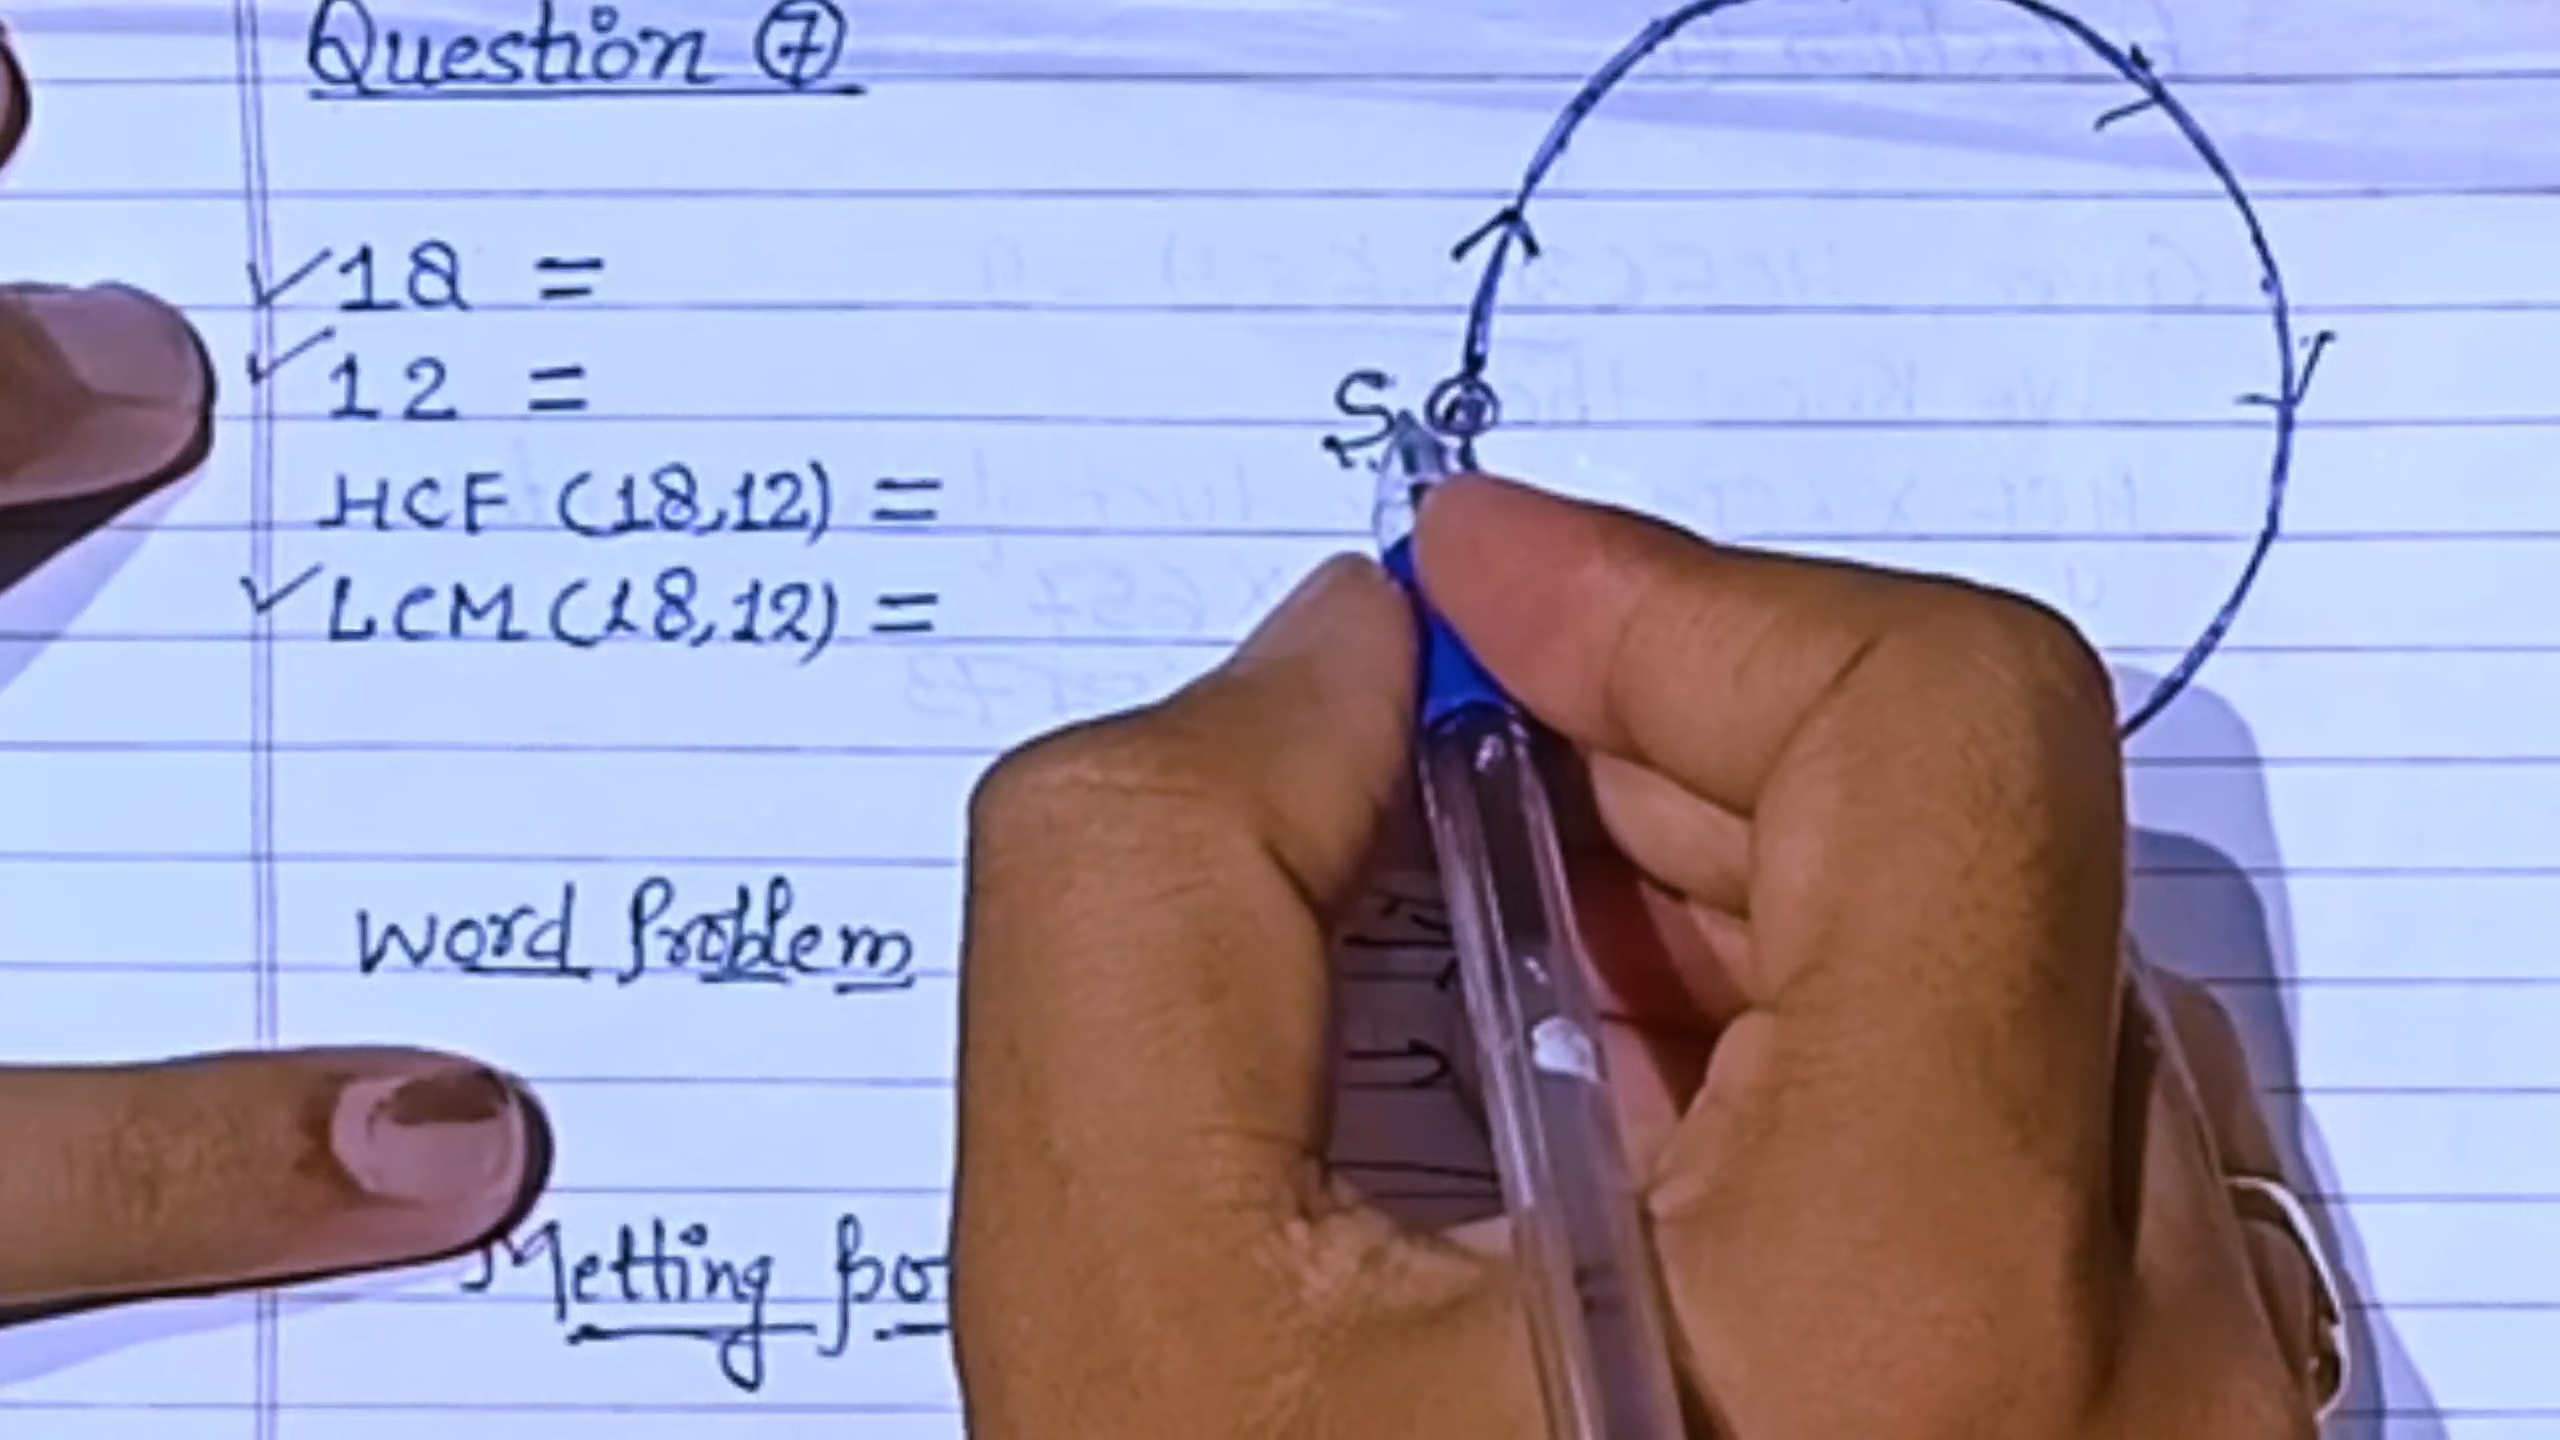 Question 7
18 =
12 =
HCF (18,12) =
LCM (18,12) =
S
Word Problem
Metting